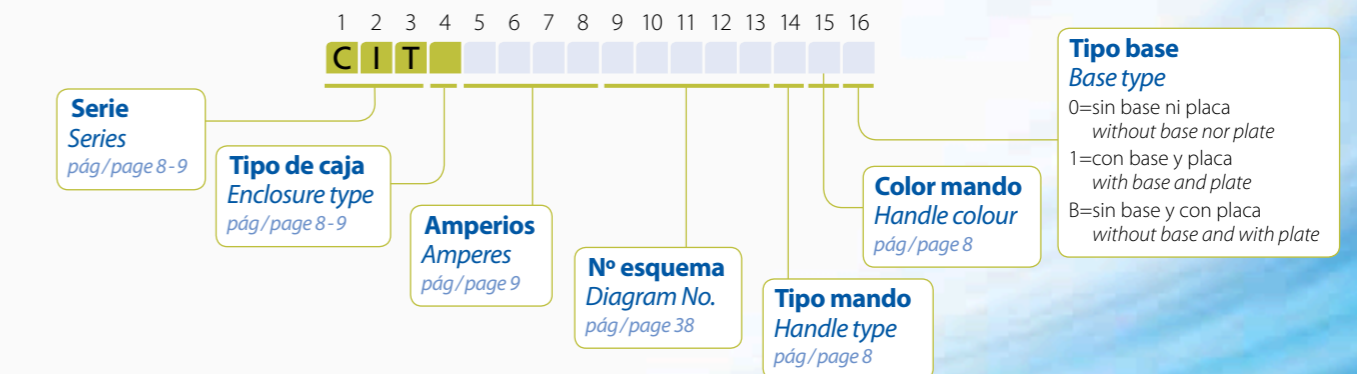 1 2 3 4 5 6 7 8 9 10 11 12 13 14 15 16
C I T
Serie
Series
pág/page 8-9
Tipo de caja
Enclosure type
pág/page 8-9
Amperios
Amperes
pág/page 9
Nº esquema
Diagram No.
pág/page 38
Tipo mando
Handle type
pág/page 8
Color mando
Handle colour
pág/page 8
Tipo base
Base type
0=sin base ni placa
without base nor plate
1=con base y placa
with base and plate
B=sin base y con placa
without base and with plate